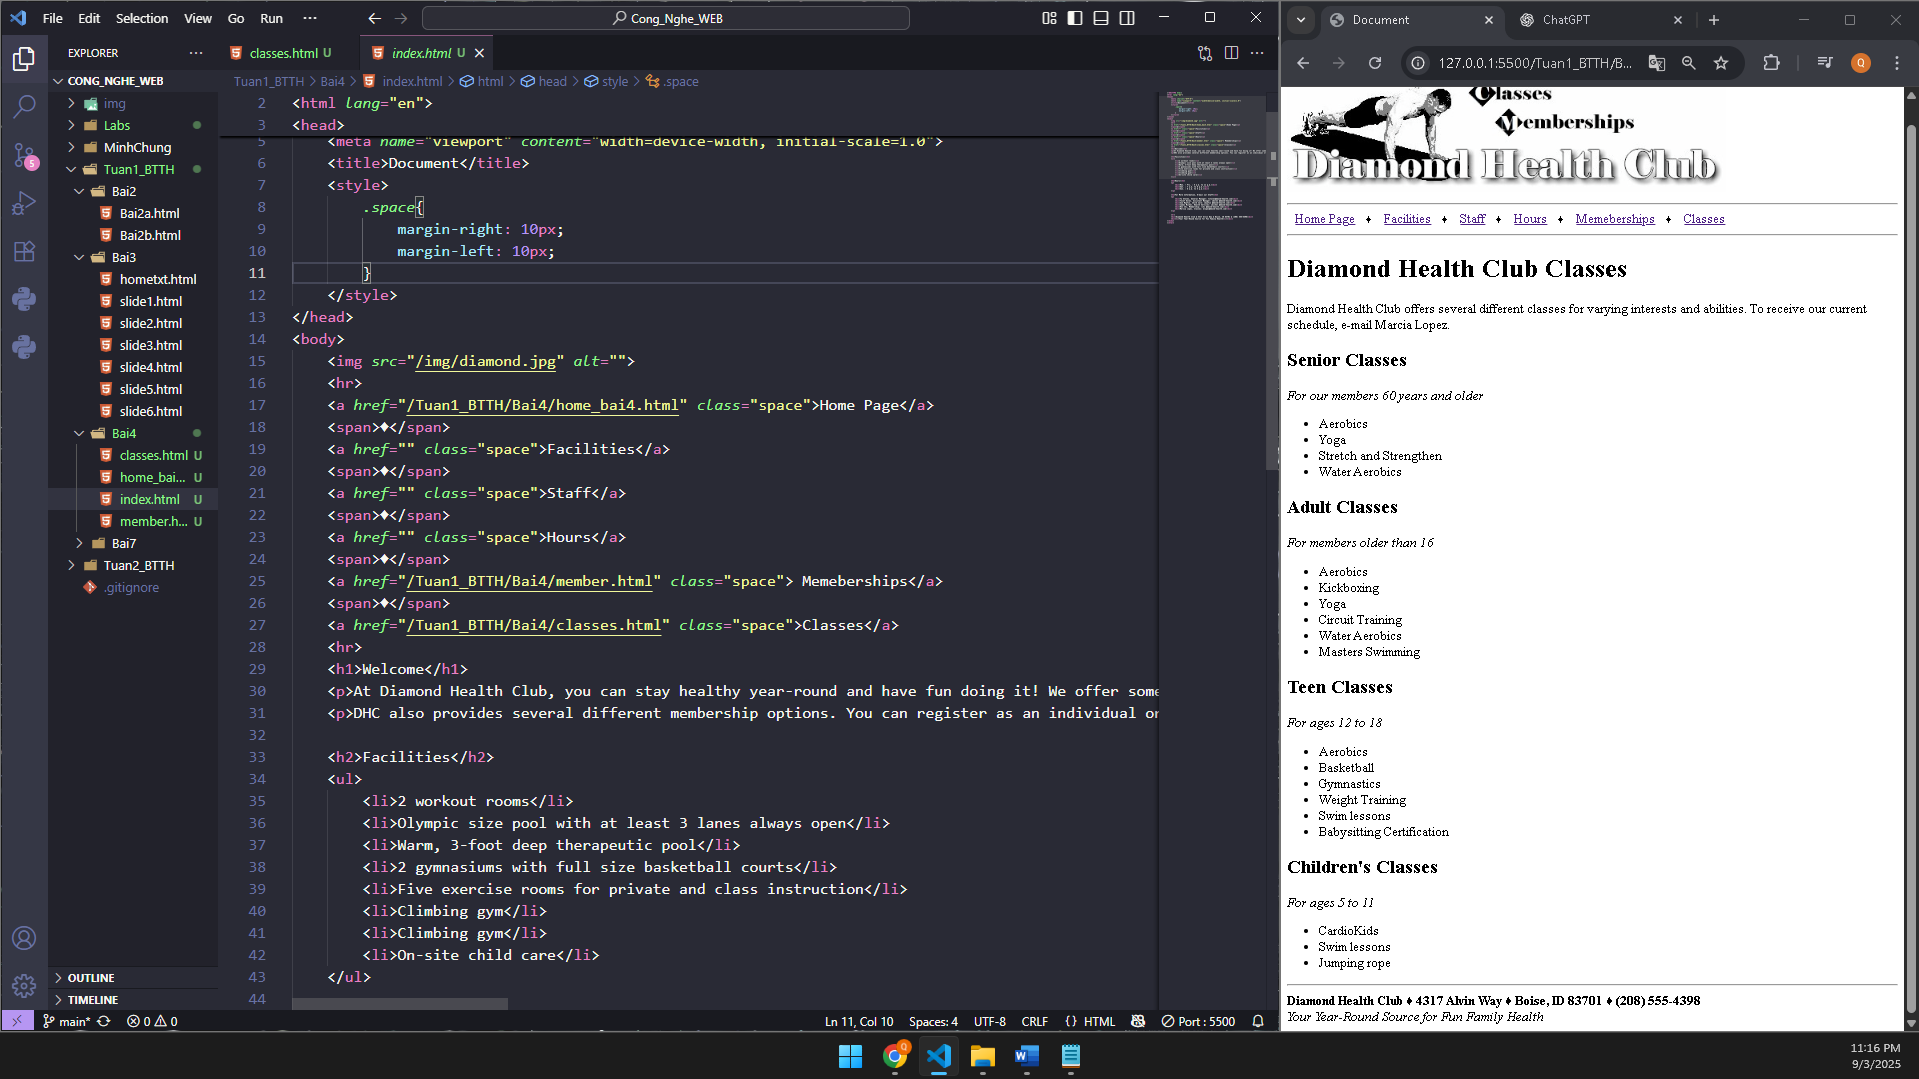 File Edit Selection View Go Run ··· Cong_Nghe_WEB
EXPLORER ···
CONG_NGHE_WEB
img
Labs
MinhChung
Tuan1_BTTH
Bai2
Bai2a.html
Bai2b.html
Bai3
hometxt.html
slide1.html
slide2.html
slide3.html
slide4.html
slide5.html
slide6.html
Bai4
classes.html U
home_bai... U
index.html U
member.h... U
Bai7
Tuan2_BTTH
.gitignore
OUTLINE
TIMELINE
5
classes.html U index.html U
Tuan1_BTTH > Bai4 > index.html > html > head > style > .space
2 <html lang="en">
3 <head>
5 <meta name="viewport" content="width=device-width, initial-scale=1.0">
6 <title>Document</title>
7 <style>
8 .space{
9 margin-right: 10px;
10 margin-left: 10px;
11 }
12 </style>
13 </head>
14 <body>
15 <img src="/img/diamond.jpg" alt="">
16 <hr>
17 <a href="/Tuan1_BTTH/Bai4/home_bai4.html" class="space">Home Page</a>
18 <span>♦</span>
19 <a href="" class="space">Facilities</a>
20 <span>♦</span>
21 <a href="" class="space">Staff</a>
22 <span>♦</span>
23 <a href="" class="space">Hours</a>
24 <span>♦</span>
25 <a href="/Tuan1_BTTH/Bai4/member.html" class="space"> Memeberships</a>
26 <span>♦</span>
27 <a href="/Tuan1_BTTH/Bai4/classes.html" class="space">Classes</a>
28 <hr>
29 <h1>Welcome</h1>
30 <p>At Diamond Health Club, you can stay healthy year-round and have fun doing it! We offer some
31 <p>DHC also provides several different membership options. You can register as an individual or
32
33 <h2>Facilities</h2>
34 <ul>
35 <li>2 workout rooms</li>
36 <li>Olympic size pool with at least 3 lanes always open</li>
37 <li>Warm, 3-foot deep therapeutic pool</li>
38 <li>2 gymnasiums with full size basketball courts</li>
39 <li>Five exercise rooms for private and class instruction</li>
40 <li>Climbing gym</li>
41 <li>Climbing gym</li>
42 <li>On-site child care</li>
43 </ul>
44
main* 0 0 Ln 11, Col 10 Spaces: 4 UTF-8 CRLF {} HTML Port : 5500
Document ChatGPT
127.0.0.1:5500/Tuan1_BTTH/B... Q
Classes
Memberships
Diamond Health Club
Home Page ♦ Facilities ♦ Staff ♦ Hours ♦ Memeberships ♦ Classes
Diamond Health Club Classes
Diamond Health Club offers several different classes for varying interests and abilities. To receive our current
schedule, e-mail Marcia Lopez.
Senior Classes
For our members 60 years and older
• Aerobics
• Yoga
• Stretch and Strengthen
• Water Aerobics
Adult Classes
For members older than 16
• Aerobics
• Kickboxing
• Yoga
• Circuit Training
• Water Aerobics
• Masters Swimming
Teen Classes
For ages 12 to 18
• Aerobics
• Basketball
• Gymnastics
• Weight Training
• Swim lessons
• Babysitting Certification
Children's Classes
For ages 5 to 11
• CardioKids
• Swim lessons
• Jumping rope
Diamond Health Club ♦ 4317 Alvin Way ♦ Boise, ID 83701 ♦ (208) 555-4398
Your Year-Round Source for Fun Family Health
11:16 PM
9/3/2025